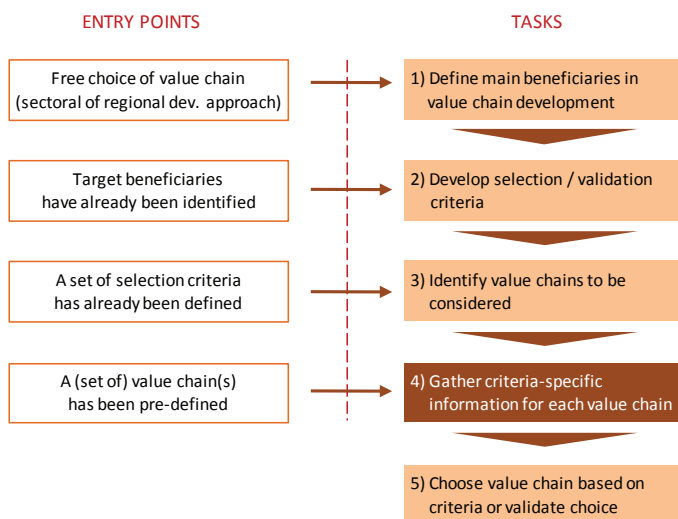 ENTRY POINTS
TASKS
Free choice of value chain
(sectoral of regional dev. approach)
1) Define main beneficiaries in
value chain development
Target beneficiaries
have already been identified
2) Develop selection / validation
criteria
A set of selection criteria
has already been defined
3) Identify value chains to be
considered
A (set of) value chain(s)
has been pre-defined
4) Gather criteria-specific
information for each value chain
5) Choose value chain based on
criteria or validate choice